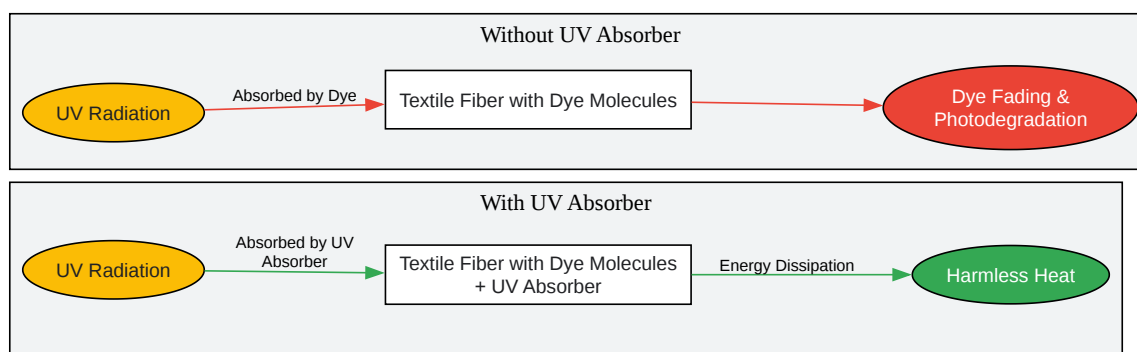 Without UV Absorber
UV Radiation
Absorbed by Dye
Textile Fiber with Dye Molecules
Dye Fading &
Photodegradation
With UV Absorber
UV Radiation
Absorbed by UV
Absorber
Textile Fiber with Dye Molecules
+ UV Absorber
Energy Dissipation
Harmless Heat